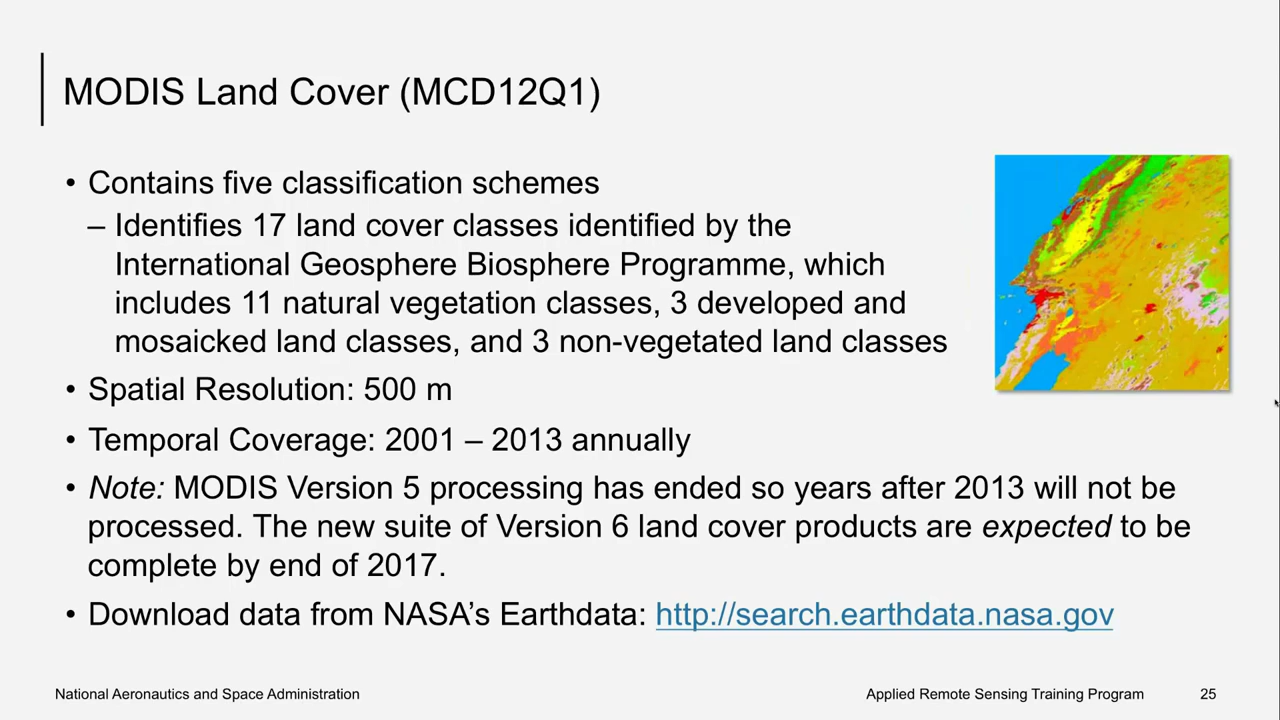 MODIS Land Cover (MCD12Q1)
• Contains five classification schemes
– Identifies 17 land cover classes identified by the
International Geosphere Biosphere Programme, which
includes 11 natural vegetation classes, 3 developed and
mosaicked land classes, and 3 non-vegetated land classes
• Spatial Resolution: 500 m
• Temporal Coverage: 2001 – 2013 annually
• Note: MODIS Version 5 processing has ended so years after 2013 will not be
processed. The new suite of Version 6 land cover products are expected to be
complete by end of 2017.
• Download data from NASA’s Earthdata: http://search.earthdata.nasa.gov
National Aeronautics and Space Administration
Applied Remote Sensing Training Program
25